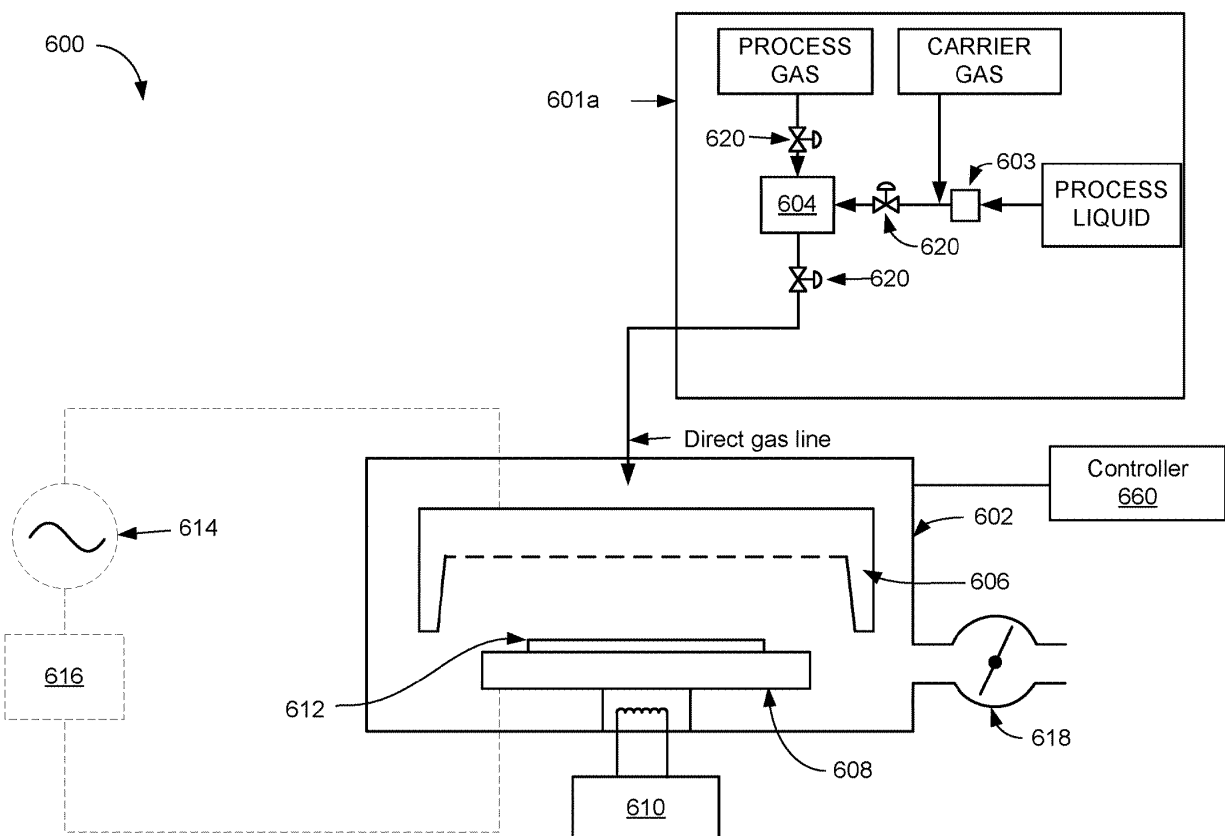 600
PROCESS
GAS
CARRIER
GAS
601a
620
603
604
PROCESS
LIQUID
620
620
Direct gas line
Controller
660
614
602
606
616
612
618
608
610